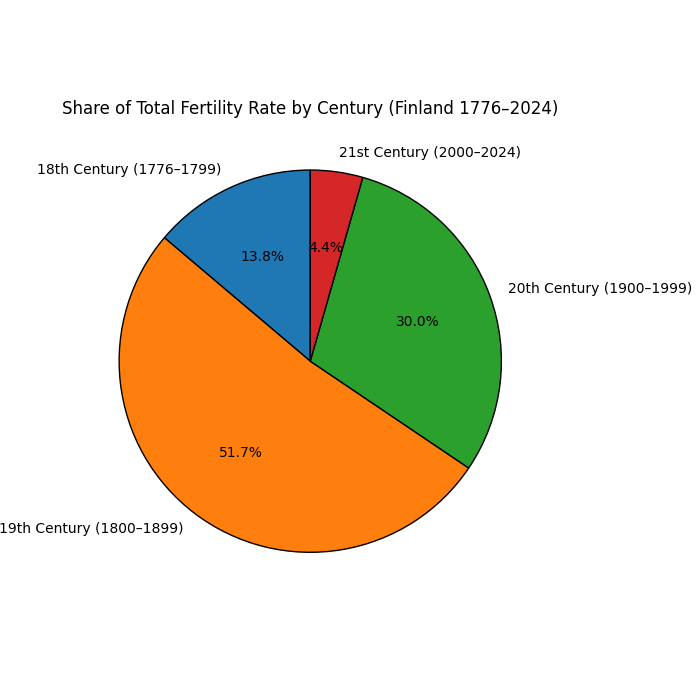 Share of Total Fertility Rate by Century (Finland 1776–2024)
21st Century (2000–2024)
18th Century (1776–1799)
4.4%
13.8%
20th Century (1900–1999)
30.0%
51.7%
19th Century (1800–1899)